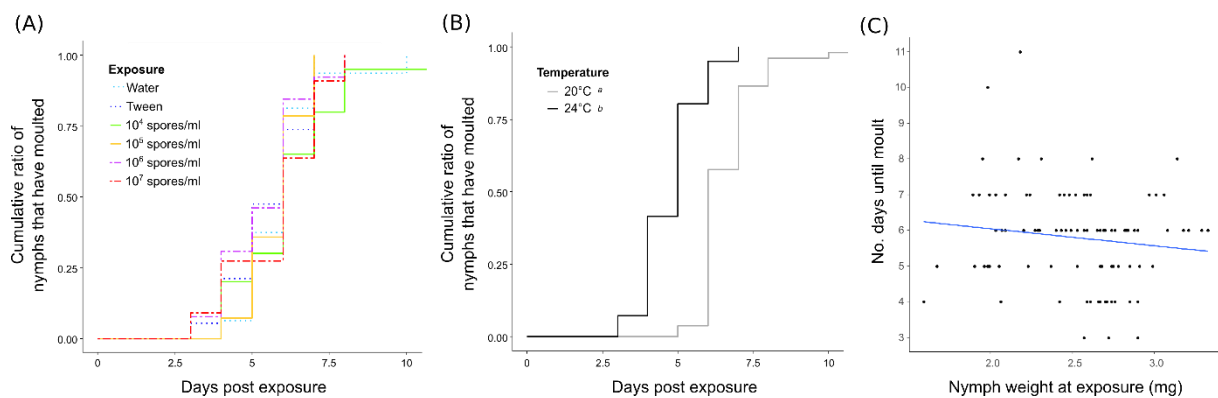 (A)
Cumulative ratio of
nymphs that have moulted
1.00
0.75
0.50
0.25
0.00
Exposure
Water
Tween
10⁴ spores/ml
10⁵ spores/ml
10⁶ spores/ml
10⁷ spores/ml
0 2.5 5 7.5 10
Days post exposure
(B)
Cumulative ratio of
nymphs that have moulted
1.00
0.75
0.50
0.25
0.00
Temperature
20°C a
24°C b
0 2.5 5 7.5 10
Days post exposure
(C)
No. days until moult
11
10
9
8
7
6
5
4
3
2.0 2.5 3.0
Nymph weight at exposure (mg)